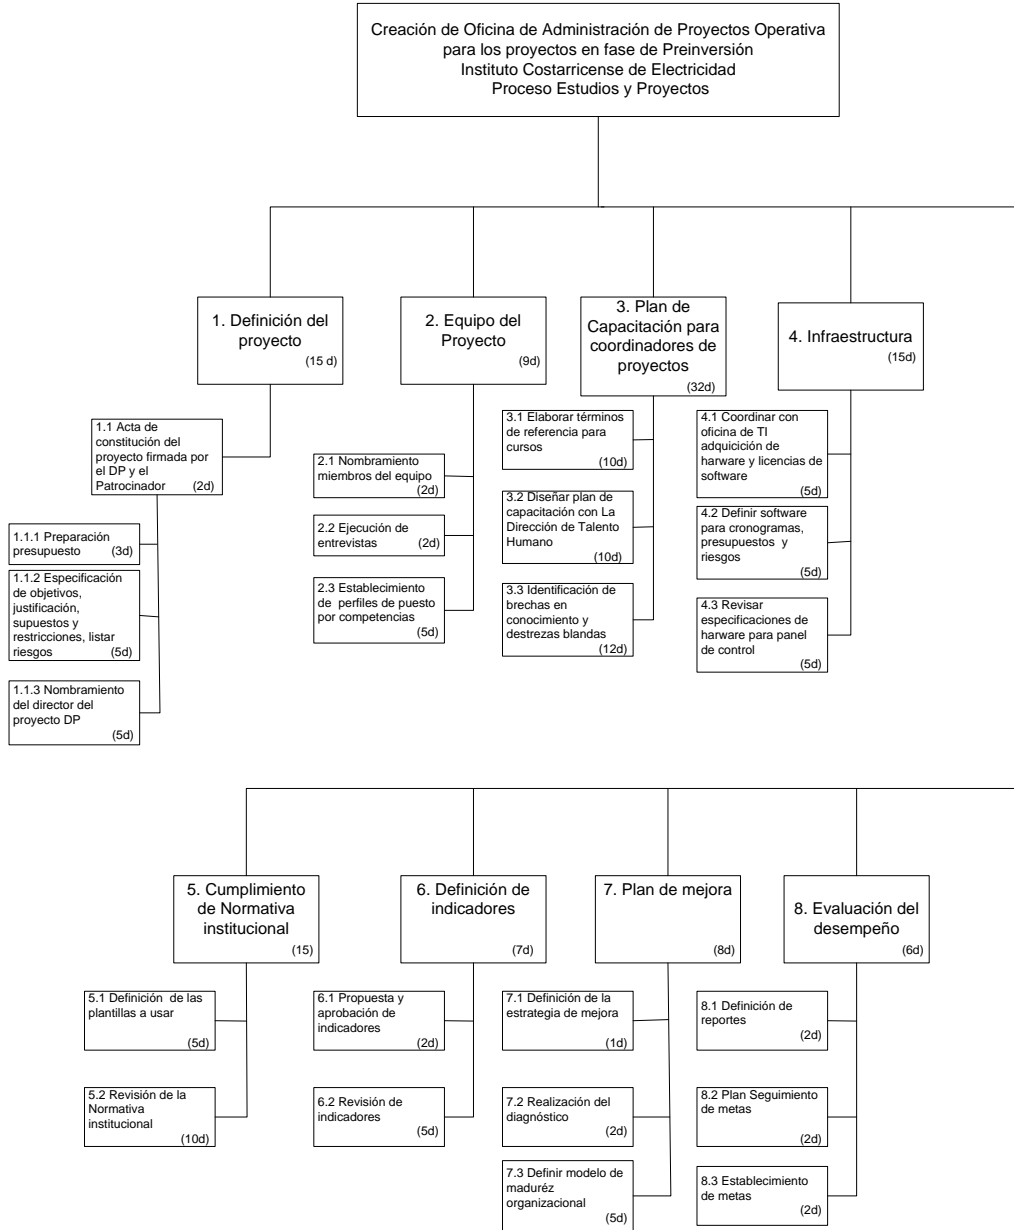 Creación de Oficina de Administración de Proyectos Operativa
para los proyectos en fase de Preinversión
Instituto Costarricense de Electricidad
Proceso Estudios y Proyectos
1. Definición del
proyecto
(15 d)
2. Equipo del
Proyecto
(9d)
3. Plan de
Capacitación para
coordinadores de
proyectos
(32d)
4. Infraestructura
(15d)
1.1 Acta de
constitución del
proyecto firmada por
el DP y el
Patrocinador
(2d)
1.1.1 Preparación
presupuesto
(3d)
1.1.2 Especificación
de objetivos,
justificación,
supuestos y
restricciones, listar
riesgos
(5d)
1.1.3 Nombramiento
del director del
proyecto DP
(5d)
2.1 Nombramiento
miembros del equipo
(2d)
2.2 Ejecución de
entrevistas
(2d)
2.3 Establecimiento
de perfiles de puesto
por competencias
(5d)
3.1 Elaborar términos
de referencia para
cursos
(10d)
3.2 Diseñar plan de
capacitación con La
Dirección de Talento
Humano
(10d)
3.3 Identificación de
brechas en
conocimiento y
destrezas blandas
(12d)
4.1 Coordinar con
oficina de TI
adquicición de
harware y licencias de
software
(5d)
4.2 Definir software
para cronogramas,
presupuestos y
riesgos
(5d)
4.3 Revisar
especificaciones de
harware para panel
de control
(5d)
5. Cumplimiento
de Normativa
institucional
(15)
6. Definición de
indicadores
(7d)
7. Plan de mejora
(8d)
8. Evaluación del
desempeño
(6d)
5.1 Definición de las
plantillas a usar
(5d)
5.2 Revisión de la
Normativa
institucional
(10d)
6.1 Propuesta y
aprobación de
indicadores
(2d)
6.2 Revisión de
indicadores
(5d)
7.1 Definición de la
estrategia de mejora
(1d)
7.2 Realización del
diagnóstico
(2d)
7.3 Definir modelo de
maduréz
organizacional
(5d)
8.1 Definición de
reportes
(2d)
8.2 Plan Seguimiento
de metas
(2d)
8.3 Establecimiento
de metas
(2d)